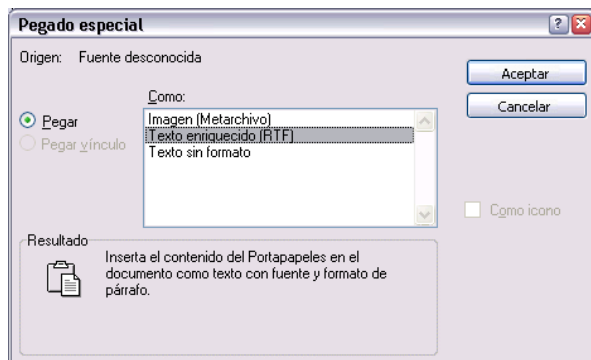 Pegado especial
Origen: Fuente desconocida
Aceptar
Cancelar
Como:
Pegar
Pegar vínculo
Imagen (Metarchivo)
Texto enriquecido (RTF)
Texto sin formato
Como icono
Resultado
Inserta el contenido del Portapapeles en el
documento como texto con fuente y formato de
párrafo.